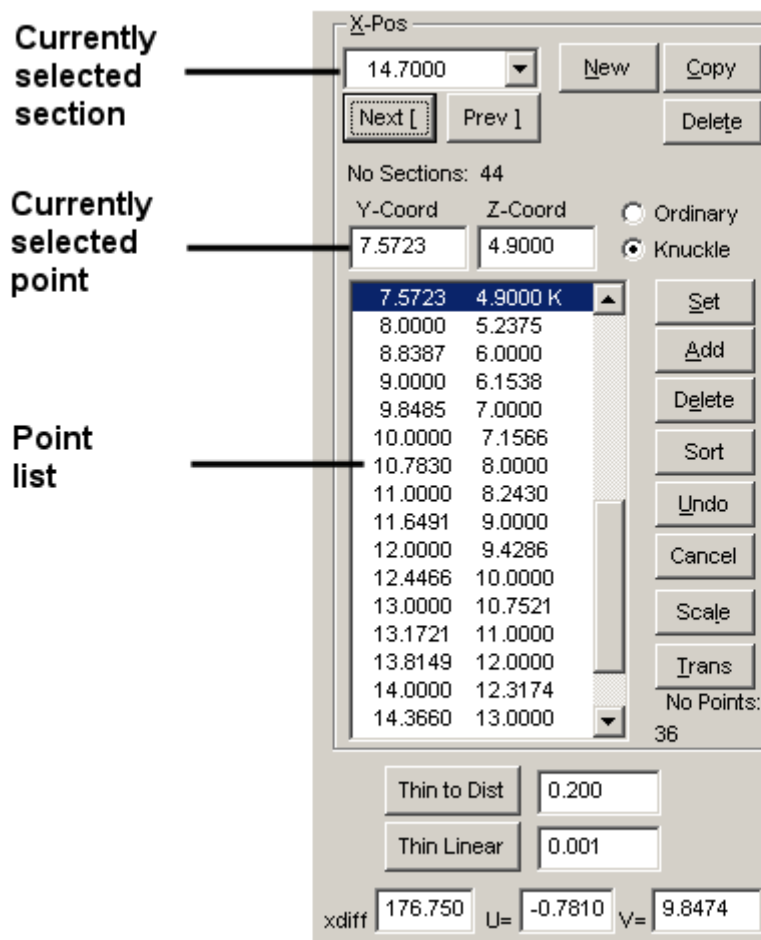 X-Pos
Currently
selected
section
14.7000
New
Copy
Next [
Prev ]
Delete
No Sections: 44
Currently
selected
point
Y-Coord Z-Coord
Ordinary
7.5723 4.9000
Knuckle
7.5723 4.9000 K
8.0000 5.2375
8.8387 6.0000
9.0000 6.1538
9.8485 7.0000
10.0000 7.1566
10.7830 8.0000
11.0000 8.2430
11.6491 9.0000
12.0000 9.4286
12.4466 10.0000
13.0000 10.7521
13.1721 11.0000
13.8149 12.0000
14.0000 12.3174
14.3660 13.0000
Point
list
Set
Add
Delete
Sort
Undo
Cancel
Scale
Trans
No Points:
36
Thin to Dist 0.200
Thin Linear 0.001
xdiff 176.750 U= -0.7810 V= 9.8474